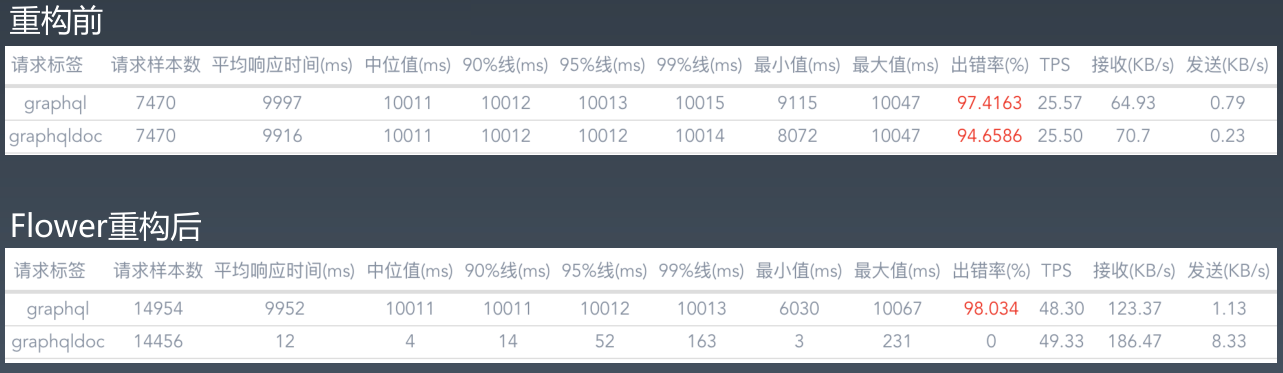 重构前
请求标签 请求样本数 平均响应时间(ms) 中位值(ms) 90%线(ms) 95%线(ms) 99%线(ms) 最小值(ms) 最大值(ms) 出错率(%) TPS 接收(KB/s) 发送(KB/s)
graphql 7470 9997 10011 10012 10013 10015 9115 10047 97.4163 25.57 64.93 0.79
graphqldoc 7470 9916 10011 10012 10012 10014 8072 10047 94.6586 25.50 70.7 0.23
Flower重构后
请求标签 请求样本数 平均响应时间(ms) 中位值(ms) 90%线(ms) 95%线(ms) 99%线(ms) 最小值(ms) 最大值(ms) 出错率(%) TPS 接收(KB/s) 发送(KB/s)
graphql 14954 9952 10011 10011 10012 10013 6030 10067 98.034 48.30 123.37 1.13
graphqldoc 14456 12 4 14 52 163 3 231 0 49.33 186.47 8.33